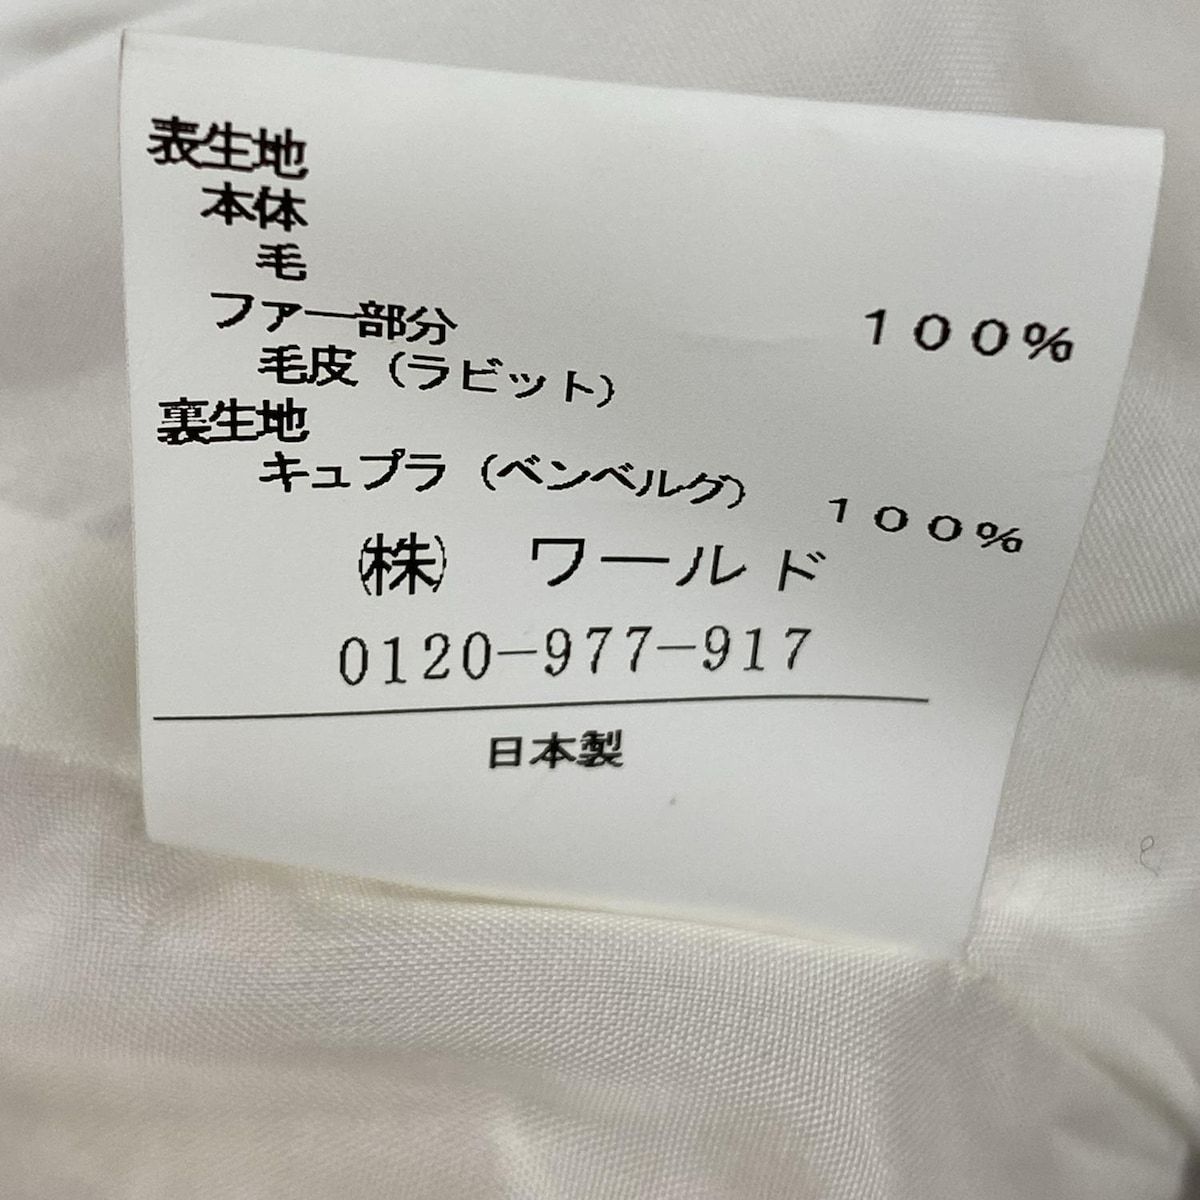 表生地
本体
毛 １００％
ファー部分
毛皮（ラビット）
裏生地
キュプラ（ベンベルグ） １００％
㈱ ワールド
0120-977-917
日本製